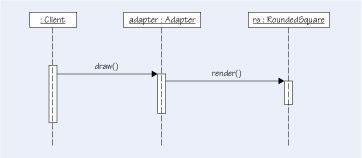 : Client
adapter : Adapter
rs : RoundedSquare
draw()
render()